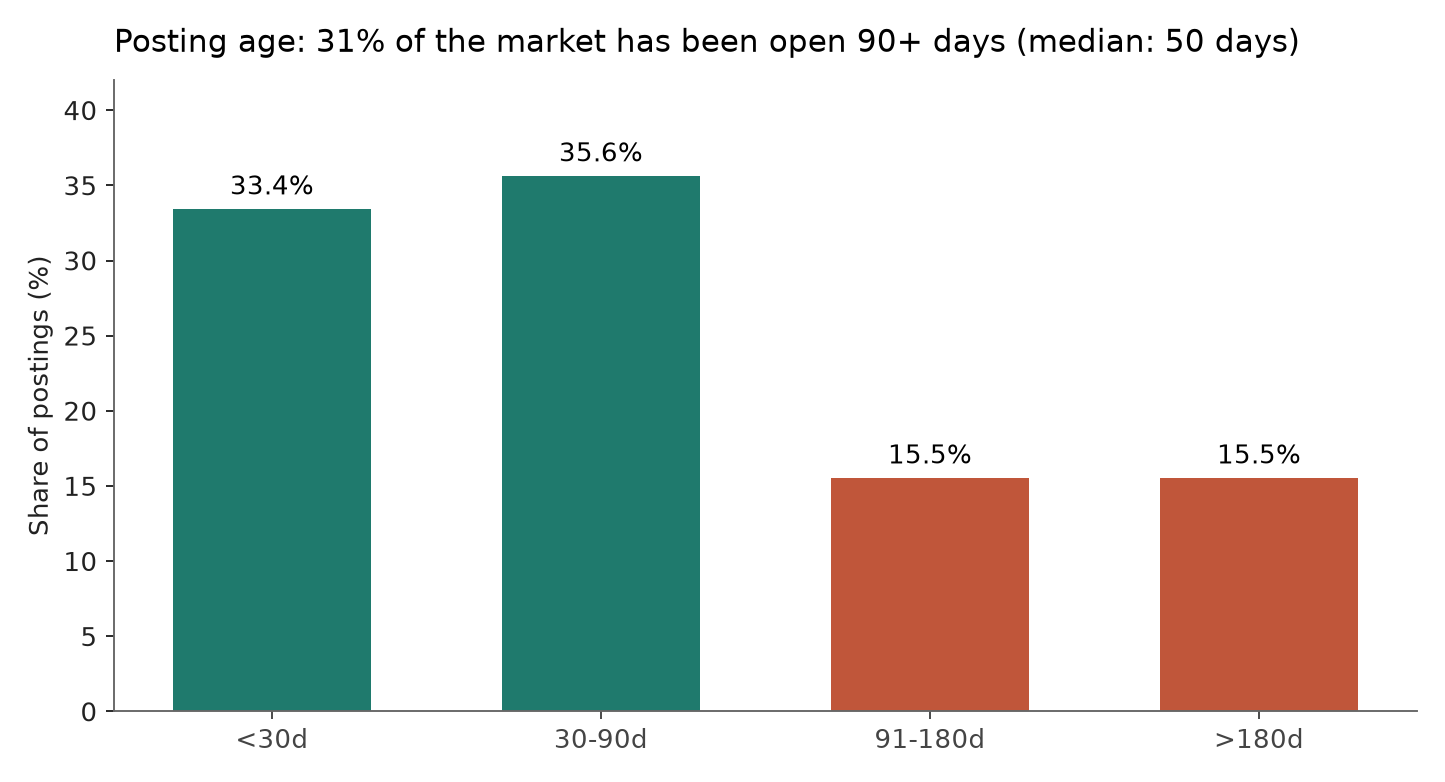 Posting age: 31% of the market has been open 90+ days (median: 50 days)
Share of postings (%)
40
35
30
25
20
15
10
5
0
33.4%
35.6%
15.5%
15.5%
<30d
30-90d
91-180d
>180d